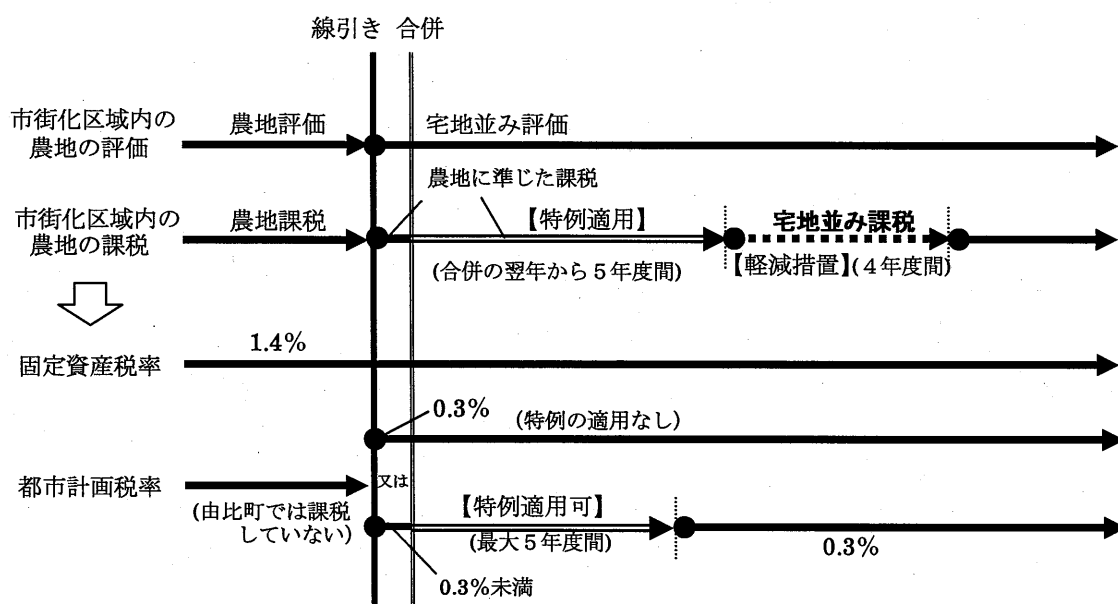 線引き 合併
市街化区域内の
農地の評価
農地評価
宅地並み評価
農地に準じた課税
市街化区域内の
農地の課税
農地課税
【特例適用】
宅地並み課税
(合併の翌年から５年度間)
【軽減措置】(４年度間)
1.4%
固定資産税率
0.3%
(特例の適用なし)
都市計画税率
又は
(由比町では課税
していない)
【特例適用可】
(最大５年度間)
0.3%
0.3%未満